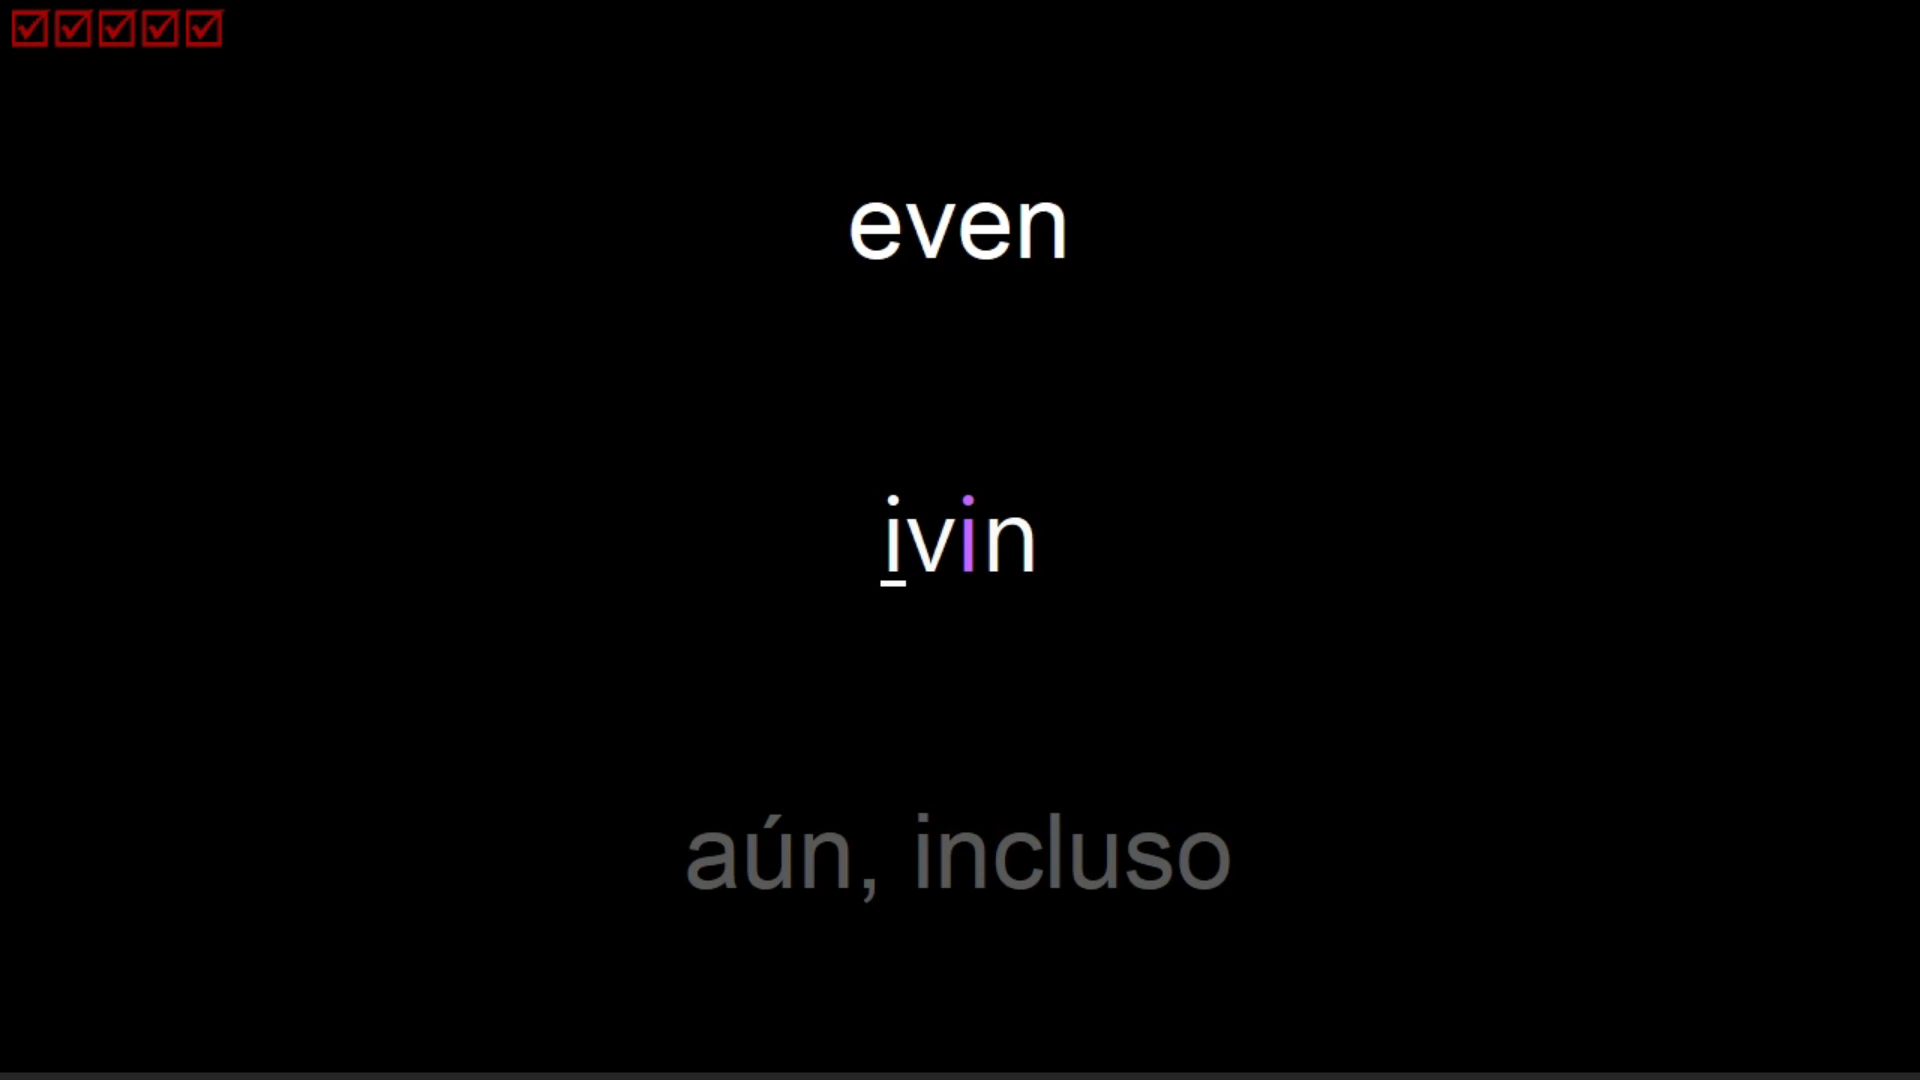 ☑☑☑☑☑
even
ivin
aún, incluso